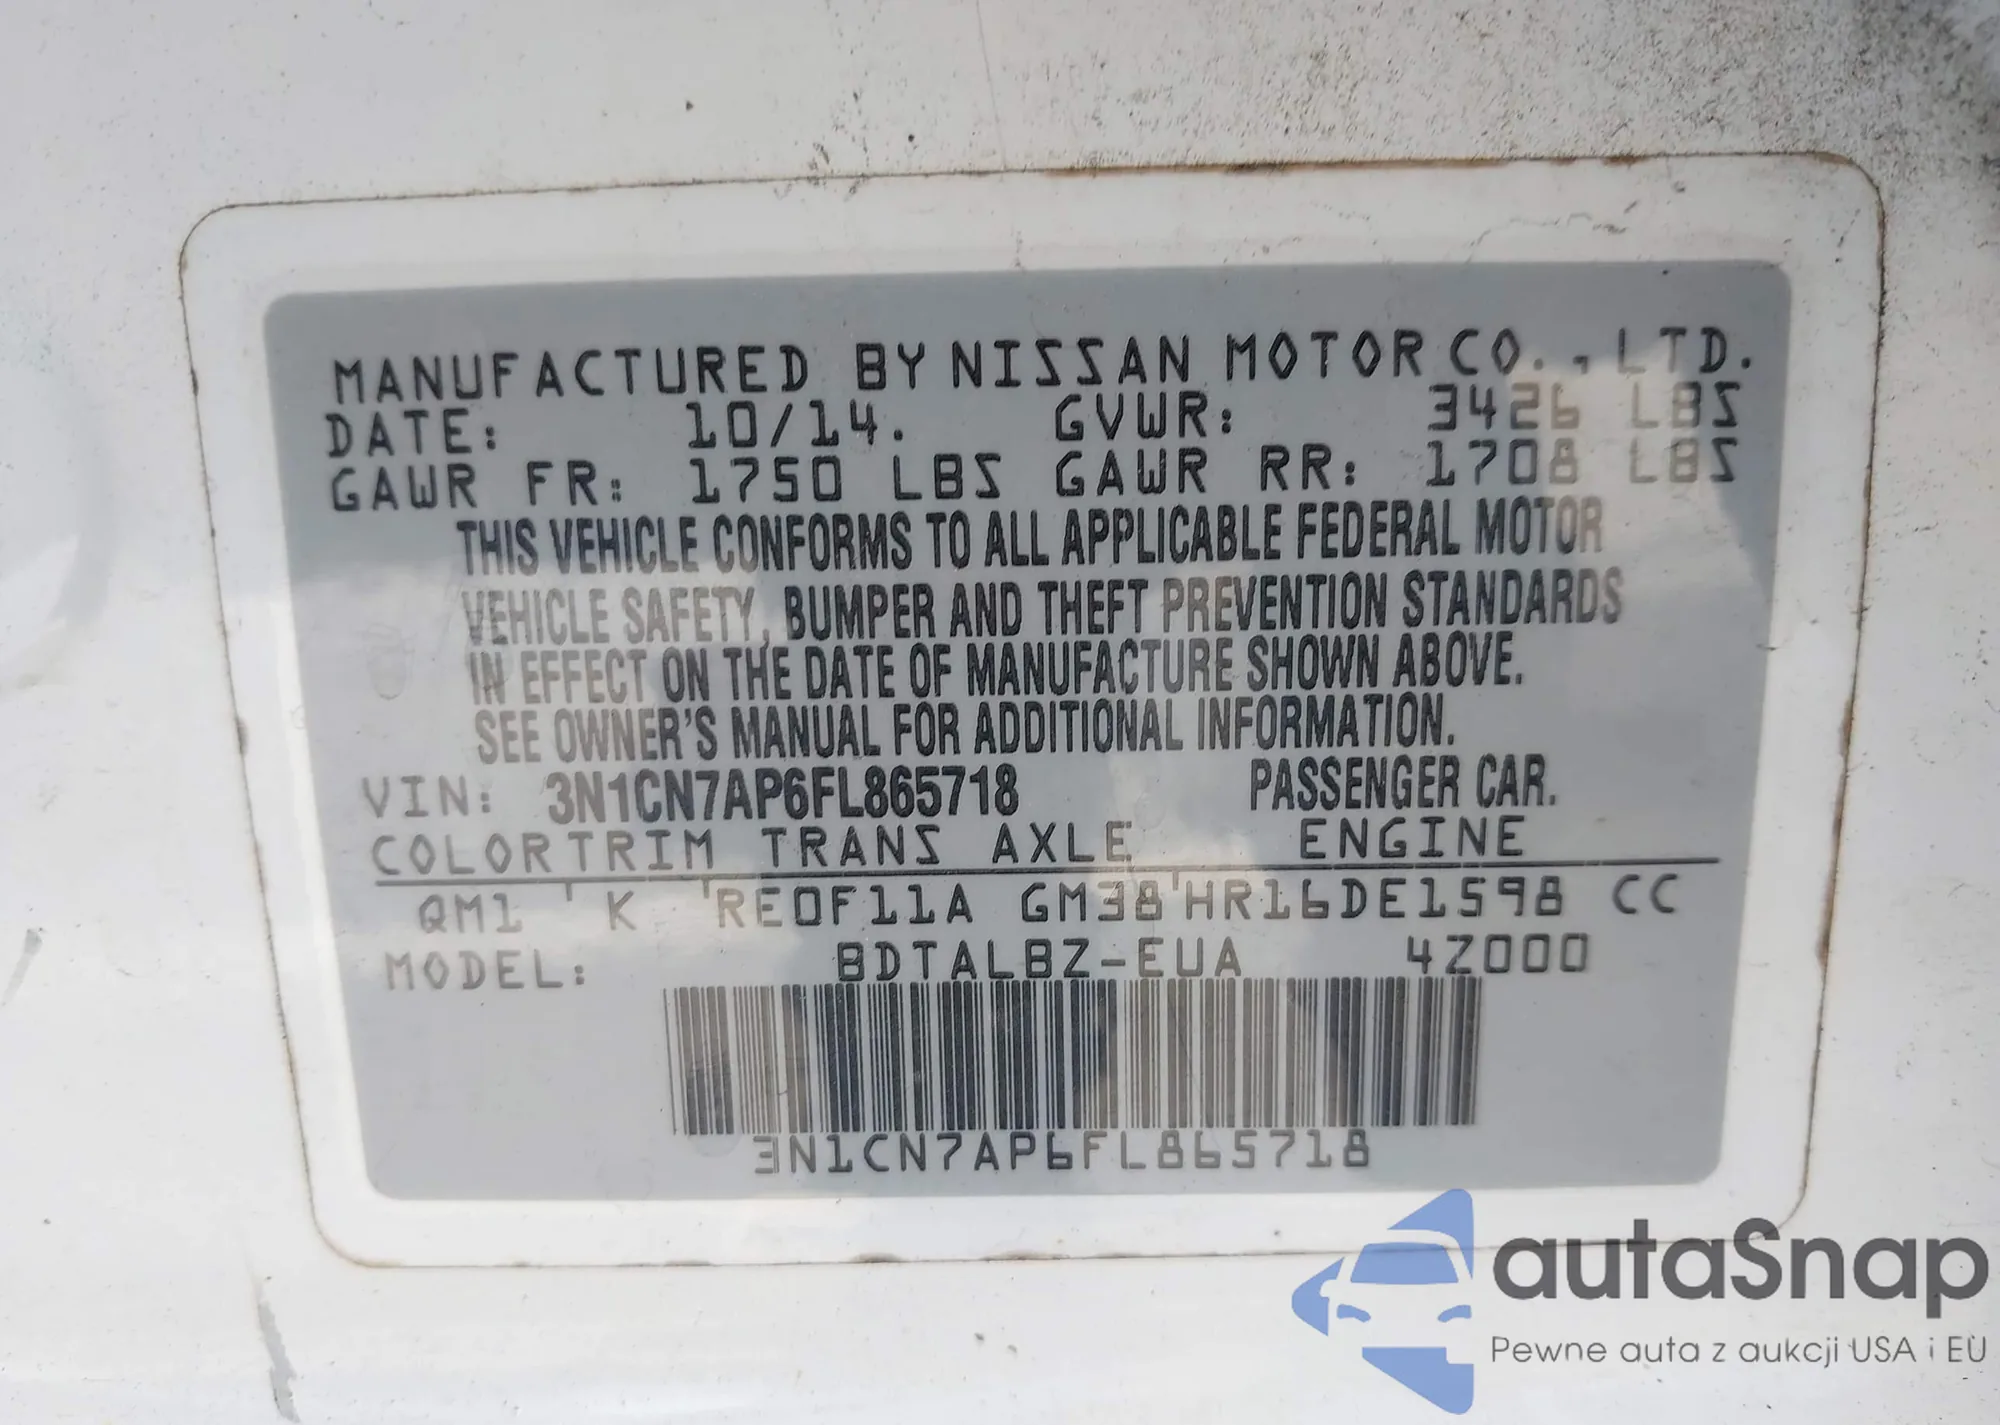 MANUFACTURED BY NISSAN MOTOR CO., LTD.
DATE: 10/14. GVWR: 3426 LBS
GAWR FR: 1750 LBS GAWR RR: 1708 LBS
THIS VEHICLE CONFORMS TO ALL APPLICABLE FEDERAL MOTOR
VEHICLE SAFETY, BUMPER AND THEFT PREVENTION STANDARDS
IN EFFECT ON THE DATE OF MANUFACTURE SHOWN ABOVE.
SEE OWNER'S MANUAL FOR ADDITIONAL INFORMATION.
VIN: 3N1CN7AP6FL865718 PASSENGER CAR.
COLOR TRIM TRANS AXLE ENGINE
QM1 K RE0F11A GM38 HR16DE1598 CC
MODEL: BDTALBZ-EUA 4Z000
3N1CN7AP6FL865718
autaSnap
Pewne auta z aukcji USA i EU